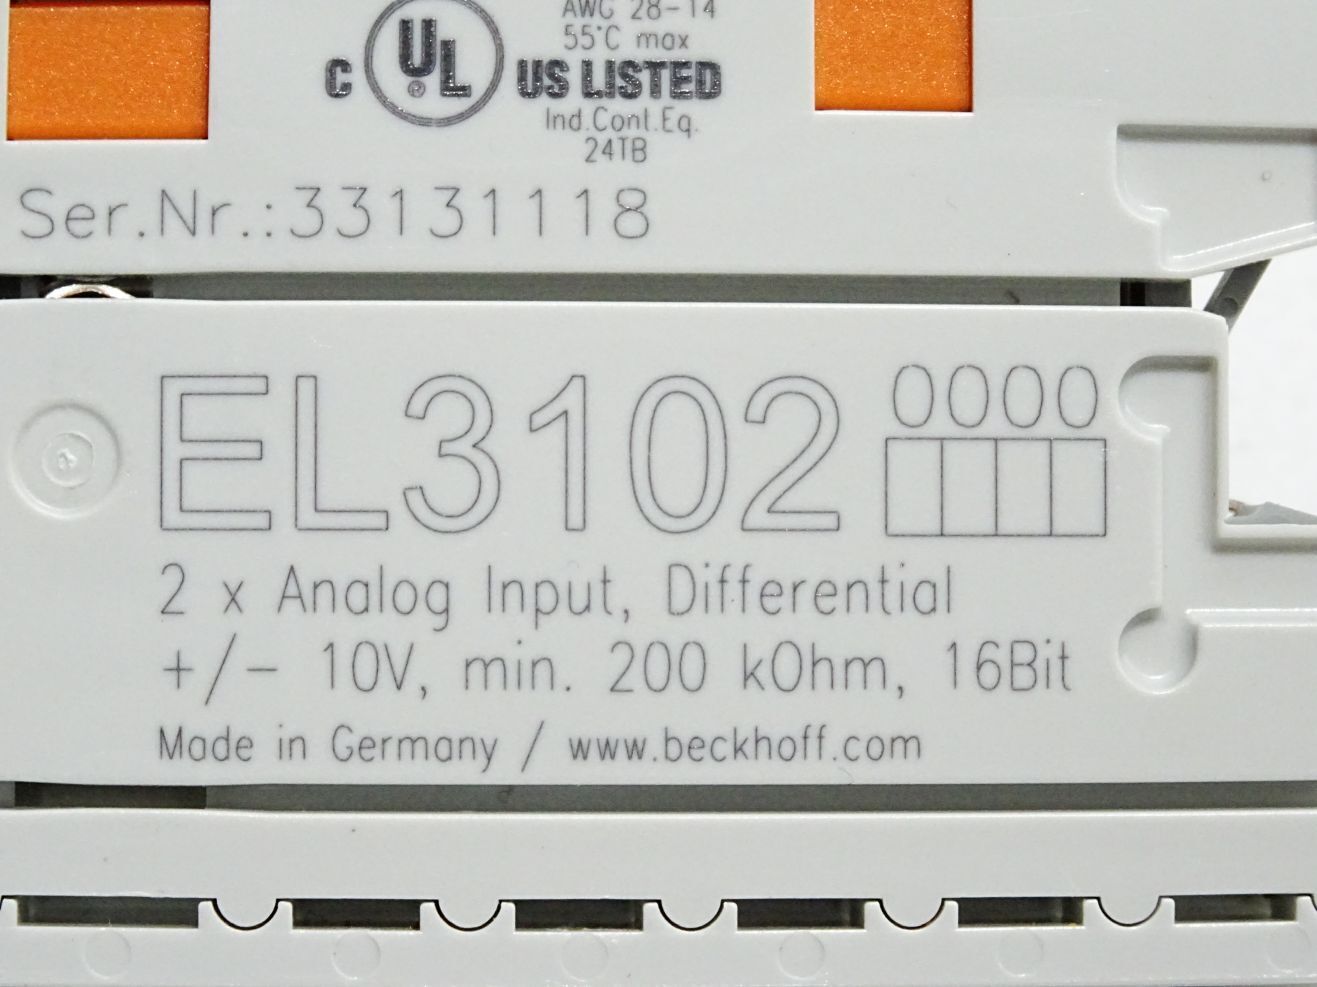 AWG 28-14
55°C max
C UL ® US LISTED
Ind.Cont.Eq.
24TB
Ser.Nr.:33131118
EL3102 0000
2 x Analog Input, Differential
+/- 10V, min. 200 kOhm, 16Bit
Made in Germany / www.beckhoff.com